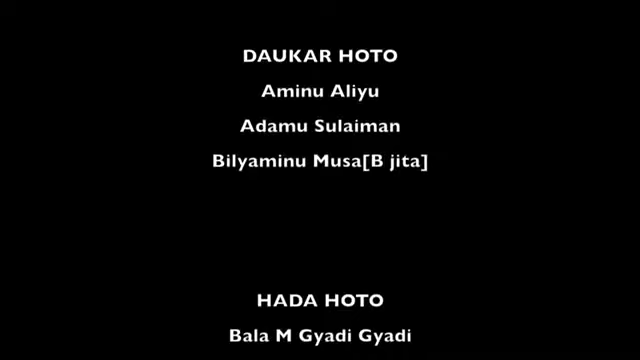 DAUKAR HOTO
Aminu Aliyu
Adamu Sulaiman
Bilyaminu Musa[B jita]
HADA HOTO
Bala M Gyadi Gyadi